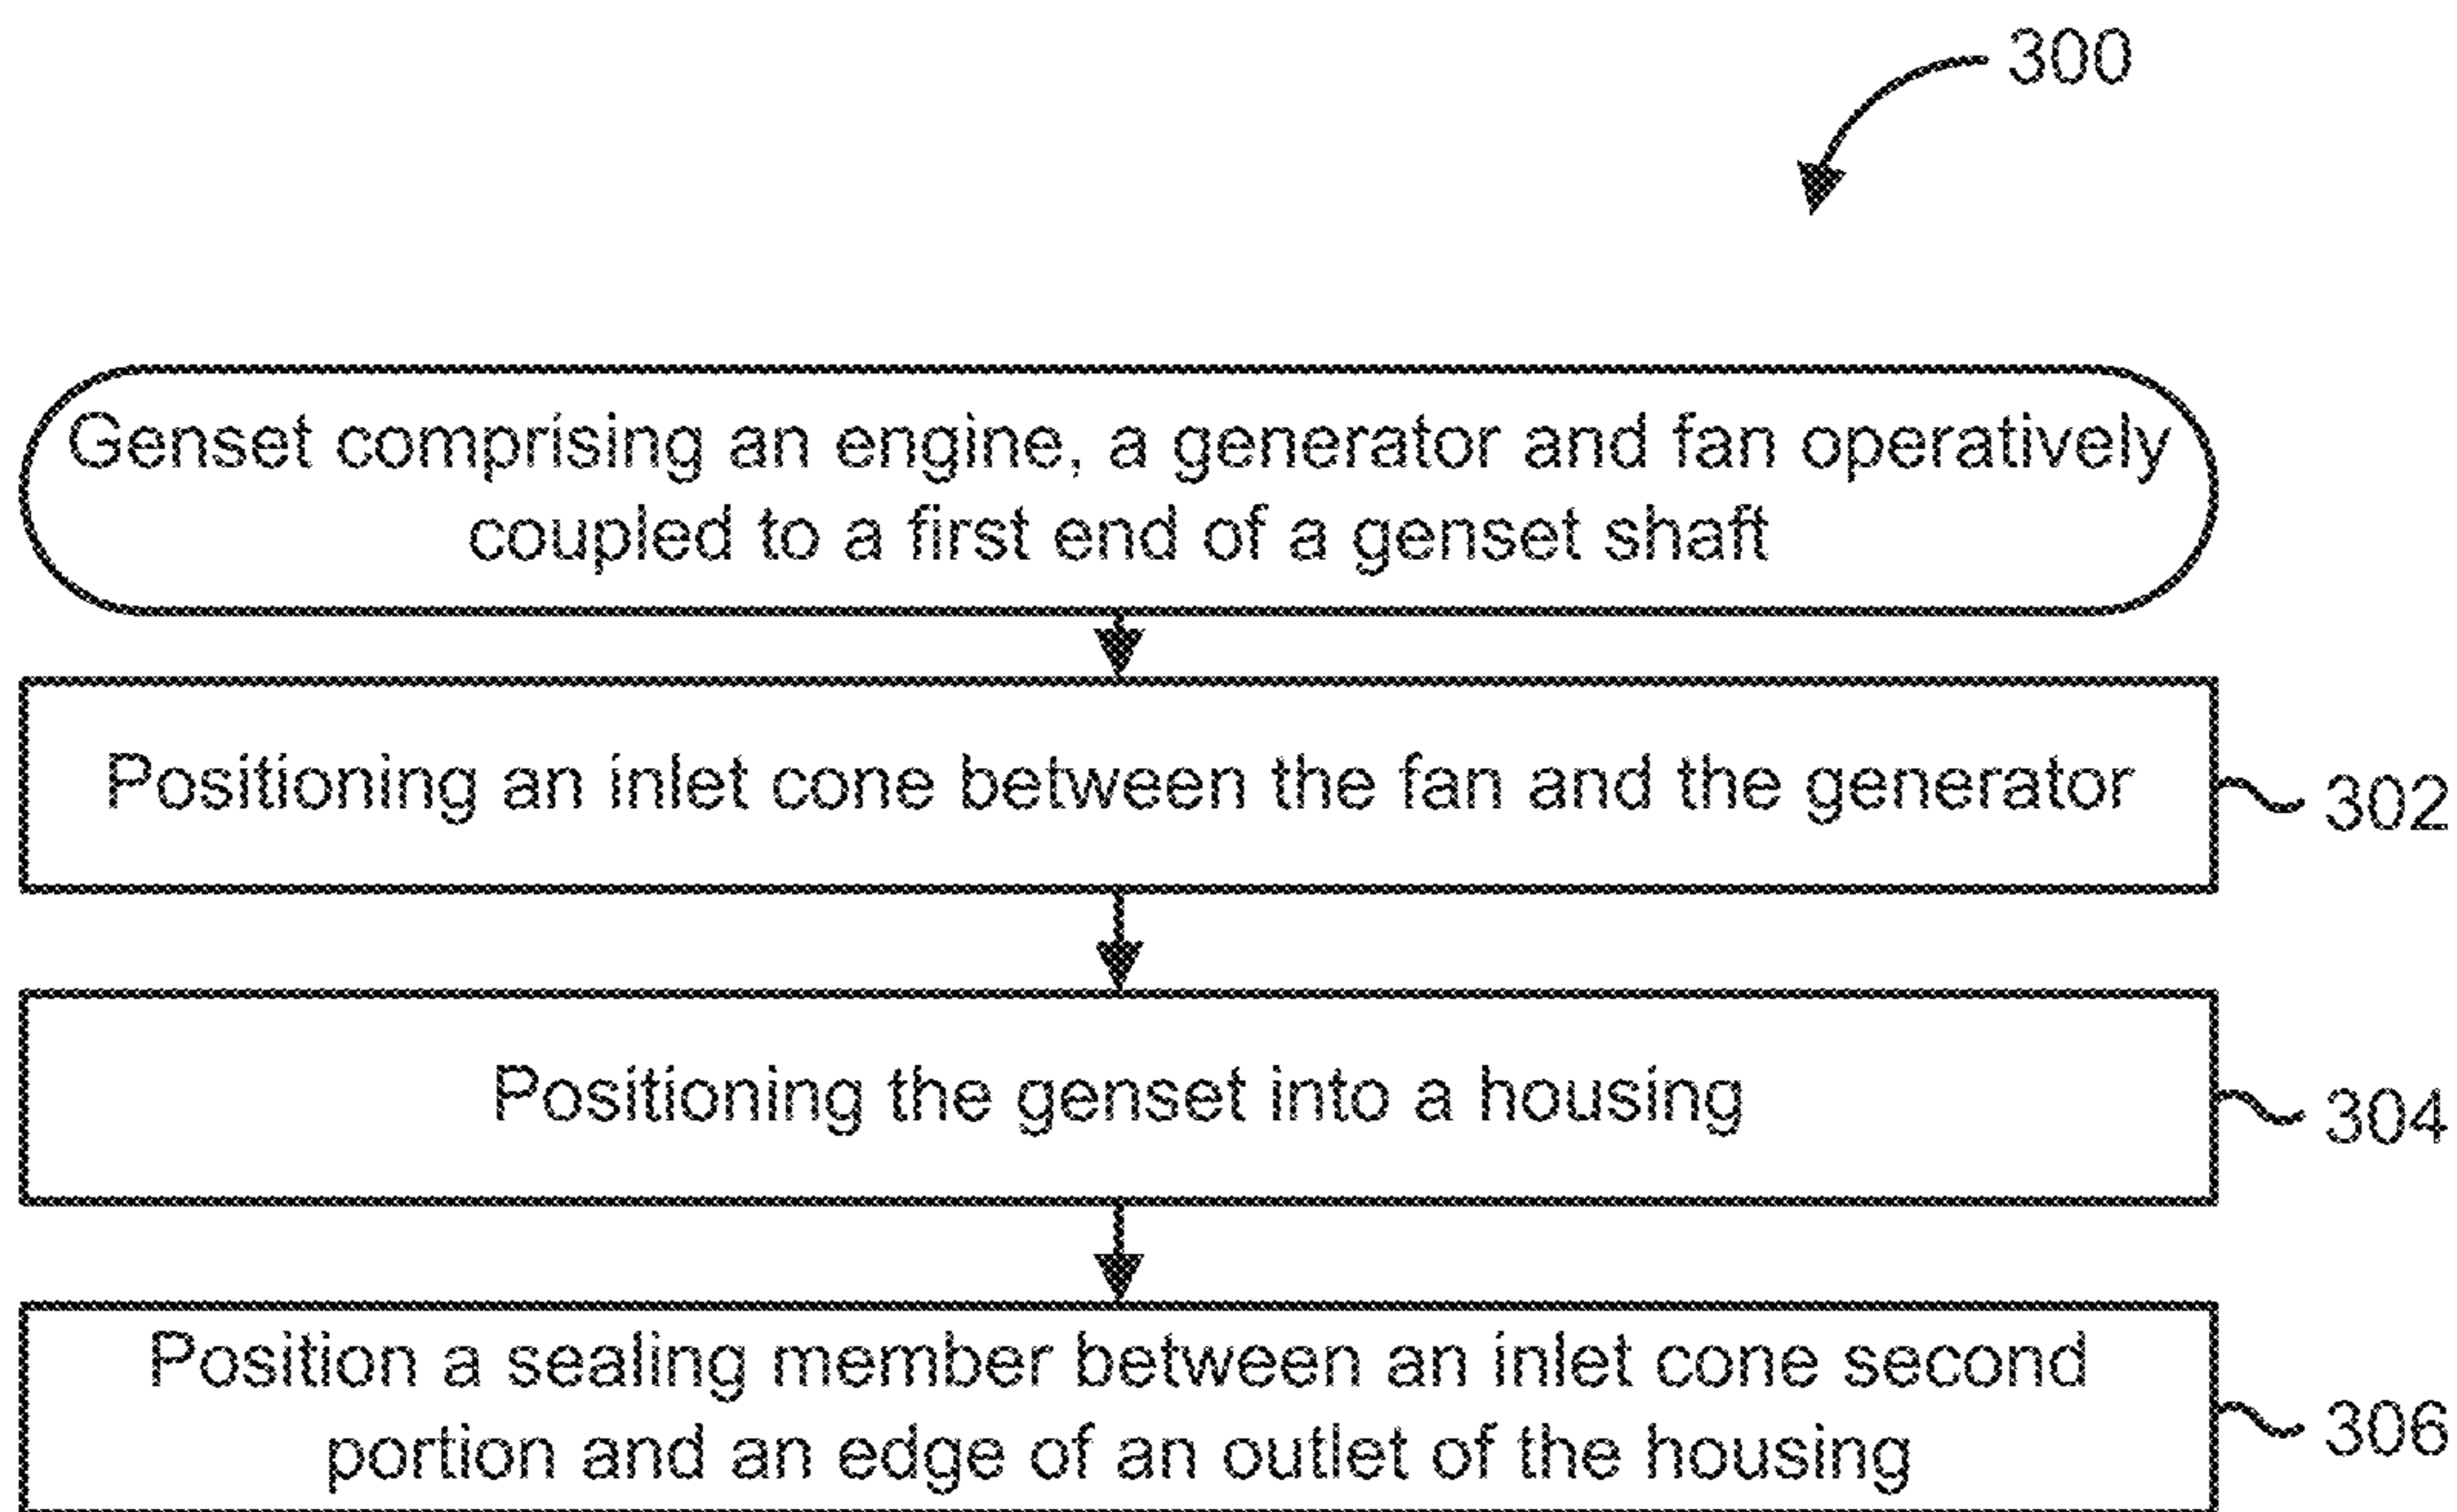 300
Genset comprising an engine, a generator and fan operatively
coupled to a first end of a genset shaft
Positioning an inlet cone between the fan and the generator
302
Positioning the genset into a housing
304
Position a sealing member between an inlet cone second
portion and an edge of an outlet of the housing
306